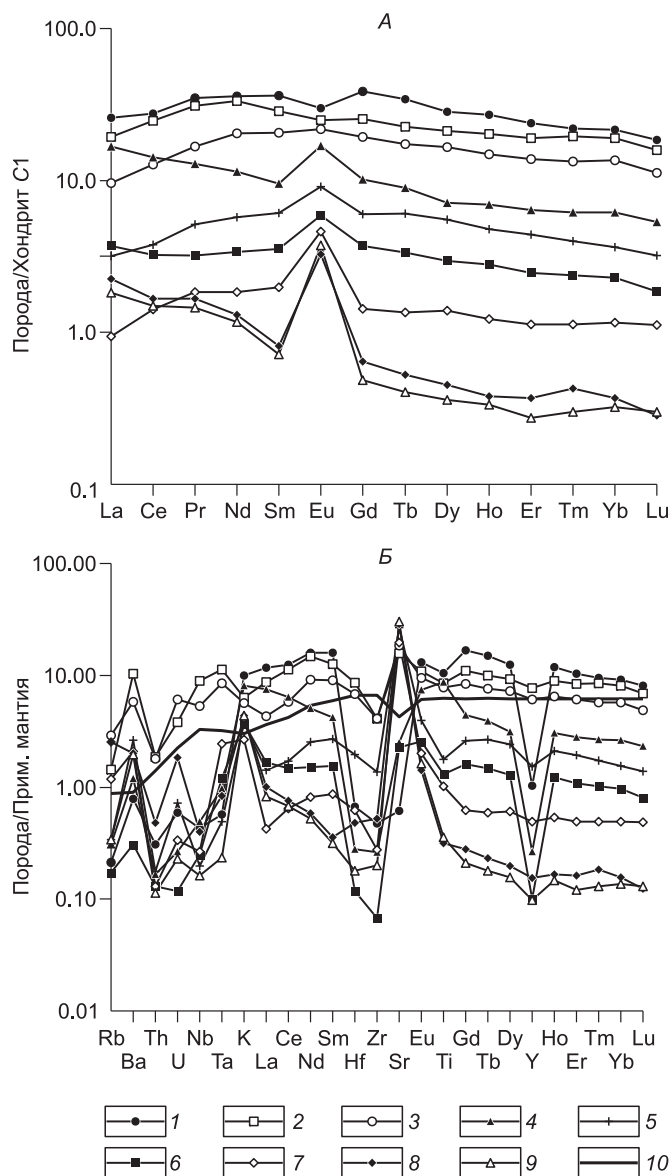 А
100.0
10.0
1.0
0.1
Порода/Хондрит С1
La Ce Pr Nd Sm Eu Gd Tb Dy Ho Er Tm Yb Lu
Б
100.00
10.00
1.00
0.10
0.01
Порода/Прим. мантия
Rb Th Nb K Ce Sm Zr Eu Gd Dy Ho Tm Lu
Ba U Ta La Nd Hf Sr Ti Tb Y Er Yb
1 2 3 4 5
6 7 8 9 10